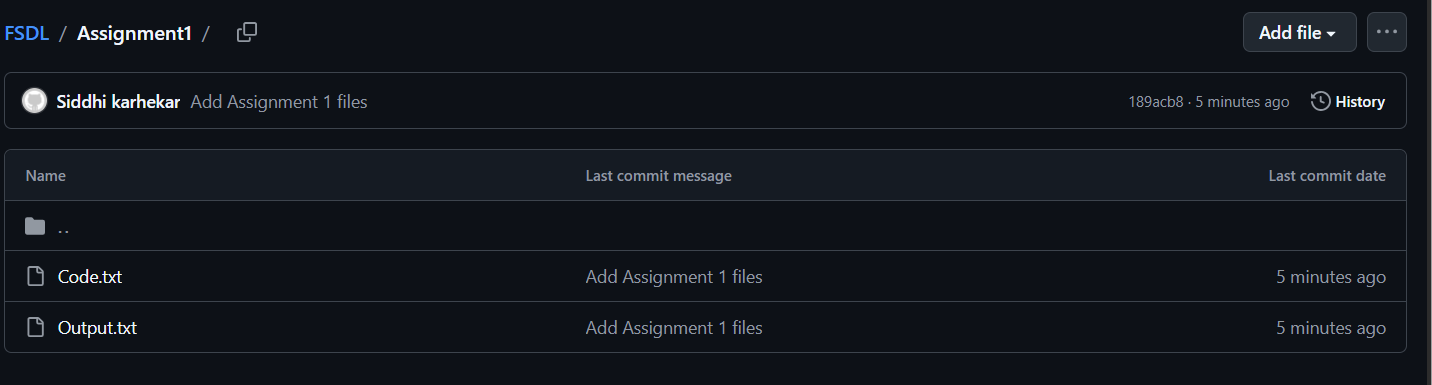 FSDL / Assignment1 /
Add file
Siddhi karhekar Add Assignment 1 files
189acb8 · 5 minutes ago
History
Name Last commit message Last commit date
..
Code.txt Add Assignment 1 files 5 minutes ago
Output.txt Add Assignment 1 files 5 minutes ago